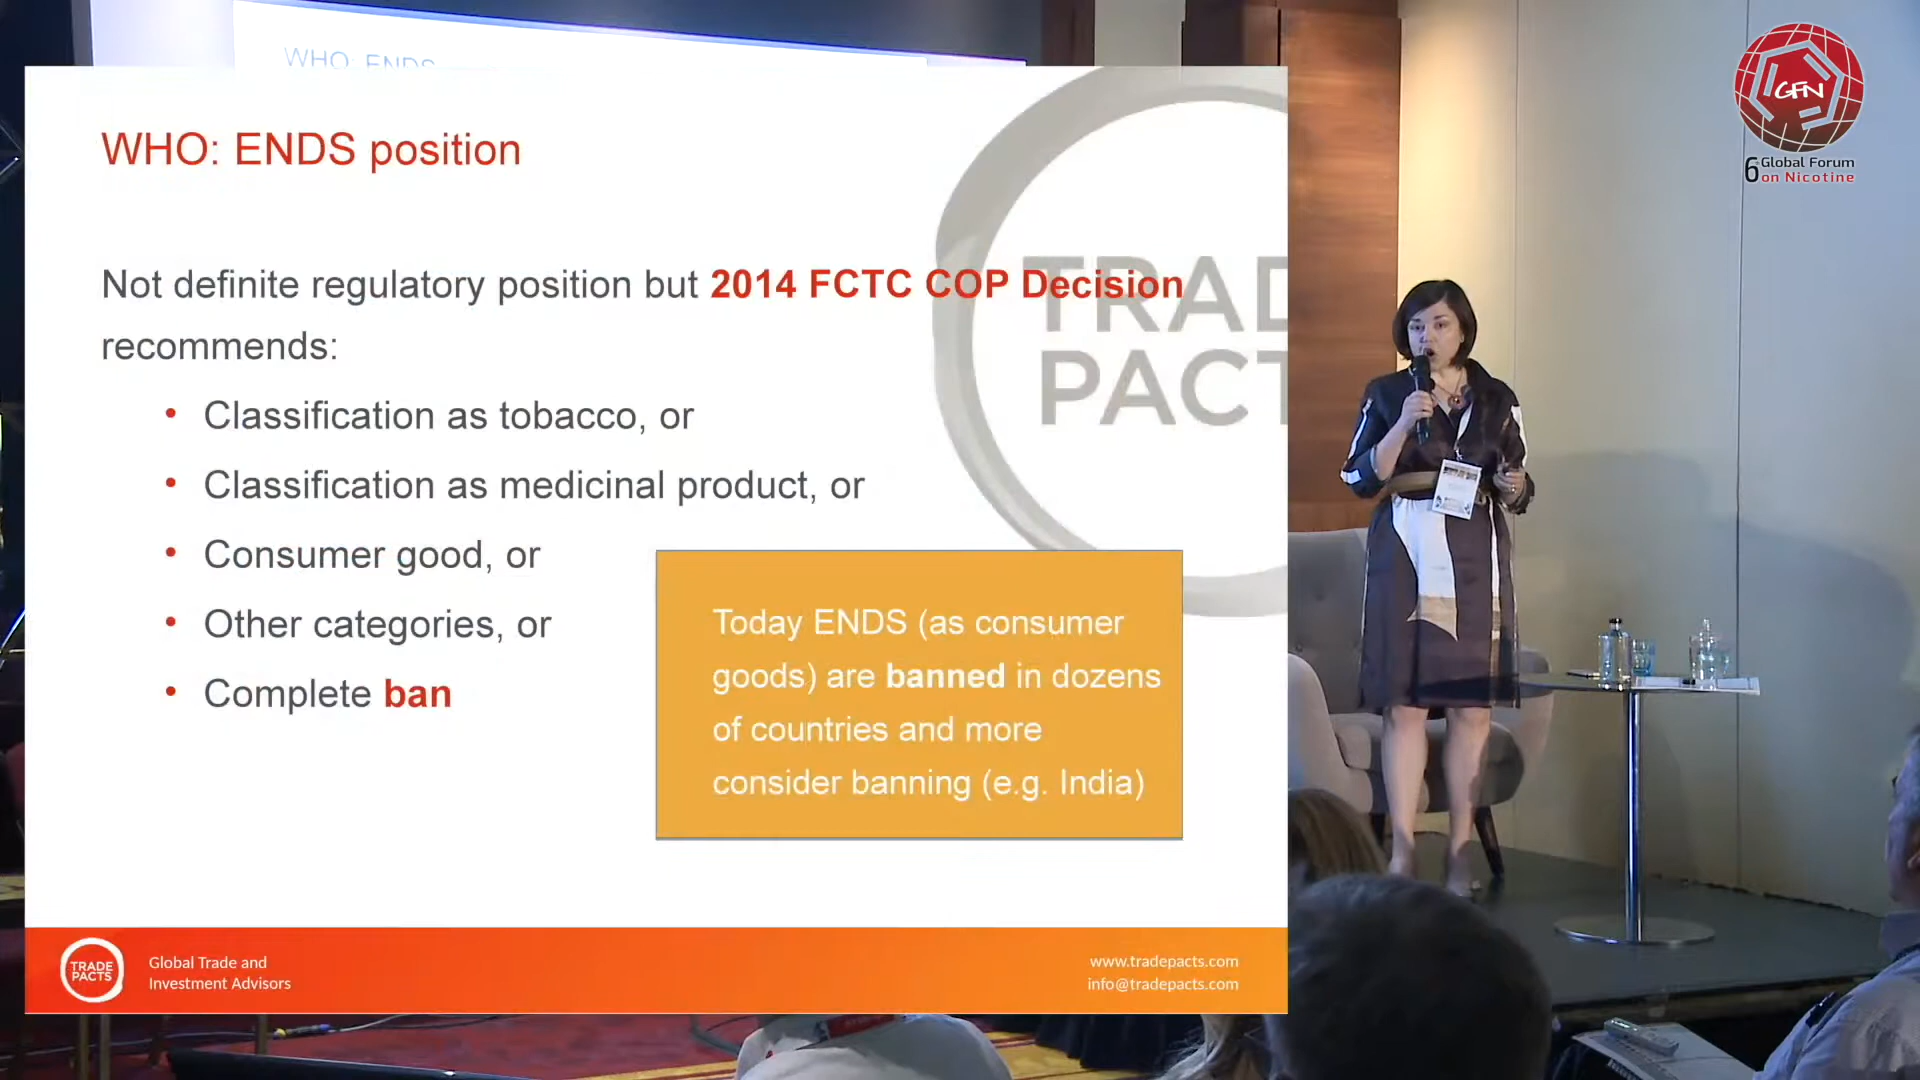 WHO: ENDS
WHO: ENDS position
Not definite regulatory position but 2014 FCTC COP Decision
recommends:
• Classification as tobacco, or
• Classification as medicinal product, or
• Consumer good, or
• Other categories, or
• Complete ban
Today ENDS (as consumer
goods) are banned in dozens
of countries and more
consider banning (e.g. India)
TRAD
PACT
TRADE
PACTS
Global Trade and
Investment Advisors
www.tradepacts.com
info@tradepacts.com
GFN
6 Global Forum
on Nicotine